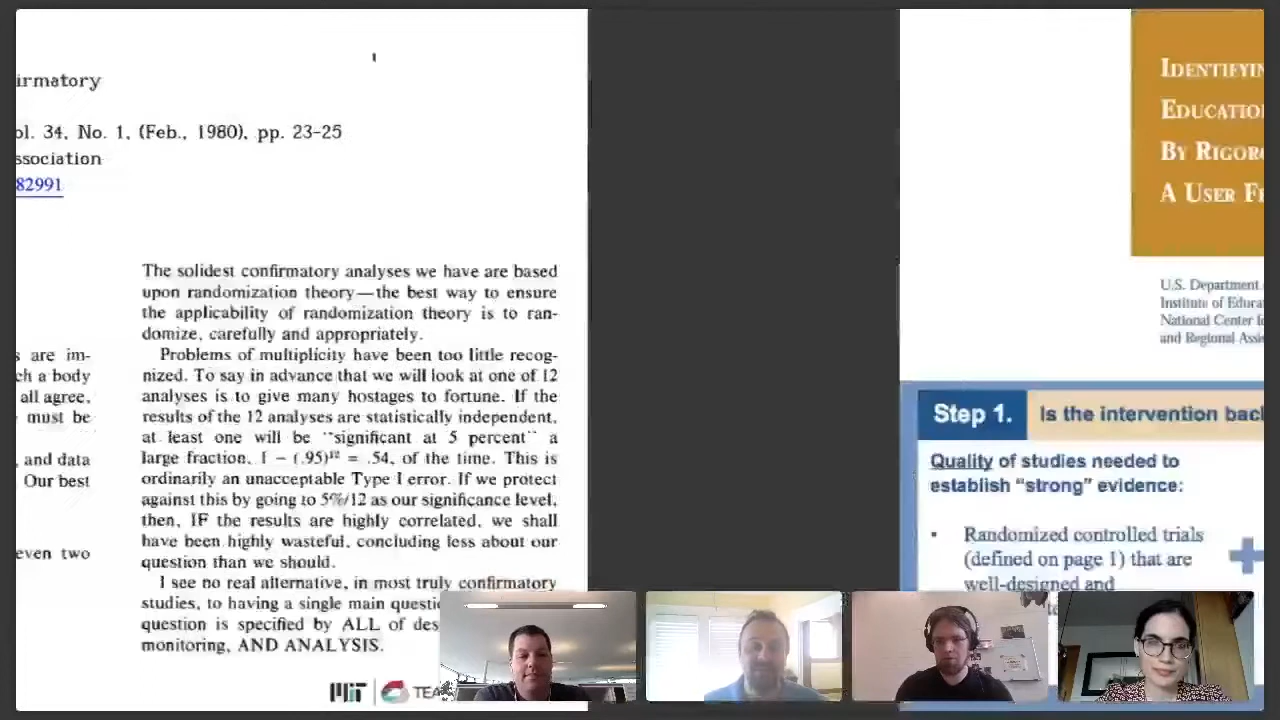 irmatory
ol. 34, No. 1, (Feb., 1980), pp. 23-25
ssociation
82991
The solidest confirmatory analyses we have are based
upon randomization theory—the best way to ensure
the applicability of randomization theory is to ran-
domize, carefully and appropriately.
Problems of multiplicity have been too little recog-
nized. To say in advance that we will look at one of 12
analyses is to give many hostages to fortune. If the
results of the 12 analyses are statistically independent,
at least one will be "significant at 5 percent" a
large fraction, 1 − (.95)¹² = .54, of the time. This is
ordinarily an unacceptable Type I error. If we protect
against this by going to 5%/12 as our significance level,
then, IF the results are highly correlated, we shall
have been highly wasteful, concluding less about our
question than we should.
I see no real alternative, in most truly confirmatory
studies, to having a single main questi
question is specified by ALL of des
monitoring, AND ANALYSIS.
s are im-
ch a body
all agree,
must be
, and data
Our best
even two
MIT TEA
IDENTIFYIN
EDUCATIO
BY RIGORO
A USER FR
U.S. Department
Institute of Educa
National Center f
and Regional Assis
Step 1. Is the intervention bac
Quality of studies needed to
establish "strong" evidence:
• Randomized controlled trials
(defined on page 1) that are
well-designed and